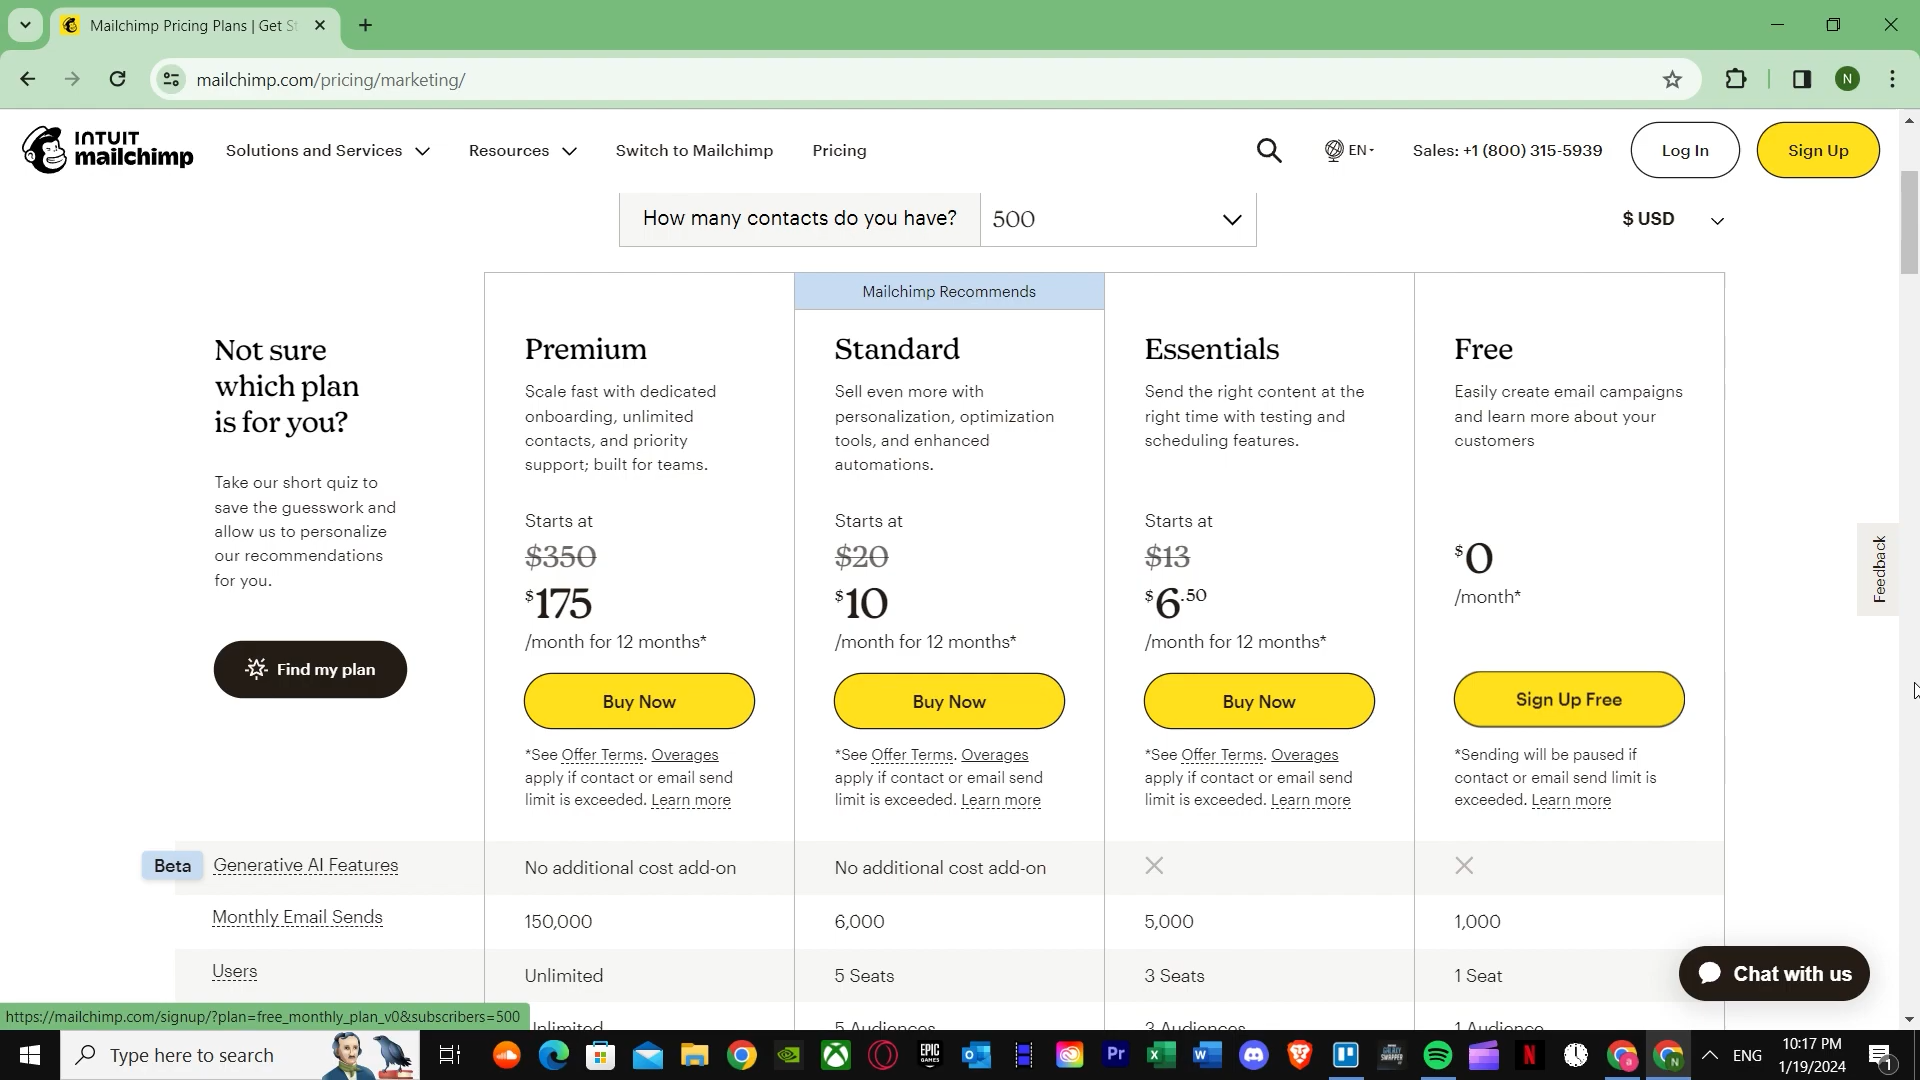 Mailchimp Pricing Plans | Get St
mailchimp.com/pricing/marketing/
N
INTUIT
mailchimp
Solutions and Services
Resources
Switch to Mailchimp
Pricing
EN
Sales: +1 (800) 315-5939
Log In
Sign Up
How many contacts do you have?
500
$ USD
Not sure
which plan
is for you?
Take our short quiz to
save the guesswork and
allow us to personalize
our recommendations
for you.
Find my plan
Premium
Scale fast with dedicated
onboarding, unlimited
contacts, and priority
support; built for teams.
Starts at
$350
$175
/month for 12 months*
Buy Now
*See Offer Terms. Overages
apply if contact or email send
limit is exceeded. Learn more
Mailchimp Recommends
Standard
Sell even more with
personalization, optimization
tools, and enhanced
automations.
Starts at
$20
$10
/month for 12 months*
Buy Now
*See Offer Terms. Overages
apply if contact or email send
limit is exceeded. Learn more
Essentials
Send the right content at the
right time with testing and
scheduling features.
Starts at
$13
$6.50
/month for 12 months*
Buy Now
*See Offer Terms. Overages
apply if contact or email send
limit is exceeded. Learn more
Free
Easily create email campaigns
and learn more about your
customers
$0
/month*
Sign Up Free
*Sending will be paused if
contact or email send limit is
exceeded. Learn more
Feedback
Beta Generative AI Features No additional cost add-on No additional cost add-on
Monthly Email Sends 150,000 6,000 5,000 1,000
Users Unlimited 5 Seats 3 Seats 1 Seat
Unlimited 5 Audiences 3 Audiences 1 Audience
Chat with us
https://mailchimp.com/signup/?plan=free_monthly_plan_v0&subscribers=500
Type here to search
EPIC
GAMES
Pr
ENG
10:17 PM
1/19/2024
1